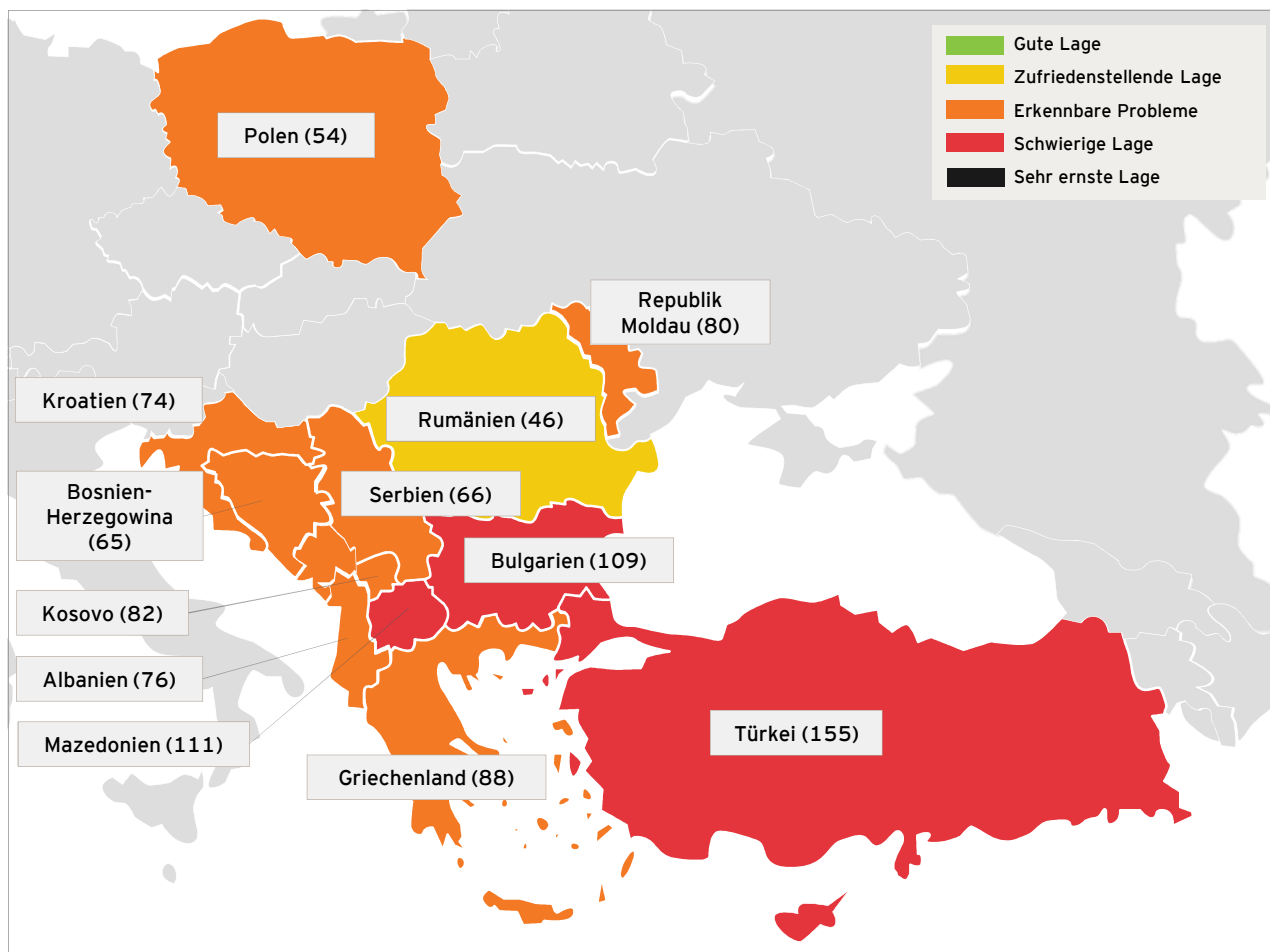 Gute Lage
Zufriedenstellende Lage
Erkennbare Probleme
Schwierige Lage
Sehr ernste Lage
Polen (54)
Republik
Moldau (80)
Kroatien (74)
Rumänien (46)
Bosnien-
Herzegowina
(65)
Serbien (66)
Bulgarien (109)
Kosovo (82)
Albanien (76)
Mazedonien (111)
Türkei (155)
Griechenland (88)